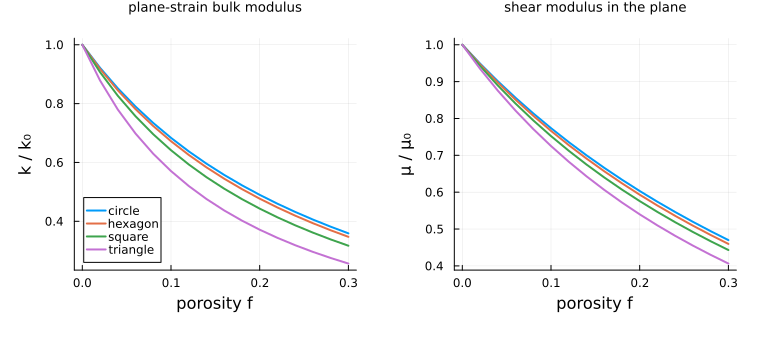 plane-strain bulk modulus
k / k₀
1.0
0.8
0.6
0.4
circle
hexagon
square
triangle
0.0
0.1
0.2
0.3
porosity f
shear modulus in the plane
μ / μ₀
1.0
0.9
0.8
0.7
0.6
0.5
0.4
0.0
0.1
0.2
0.3
porosity f